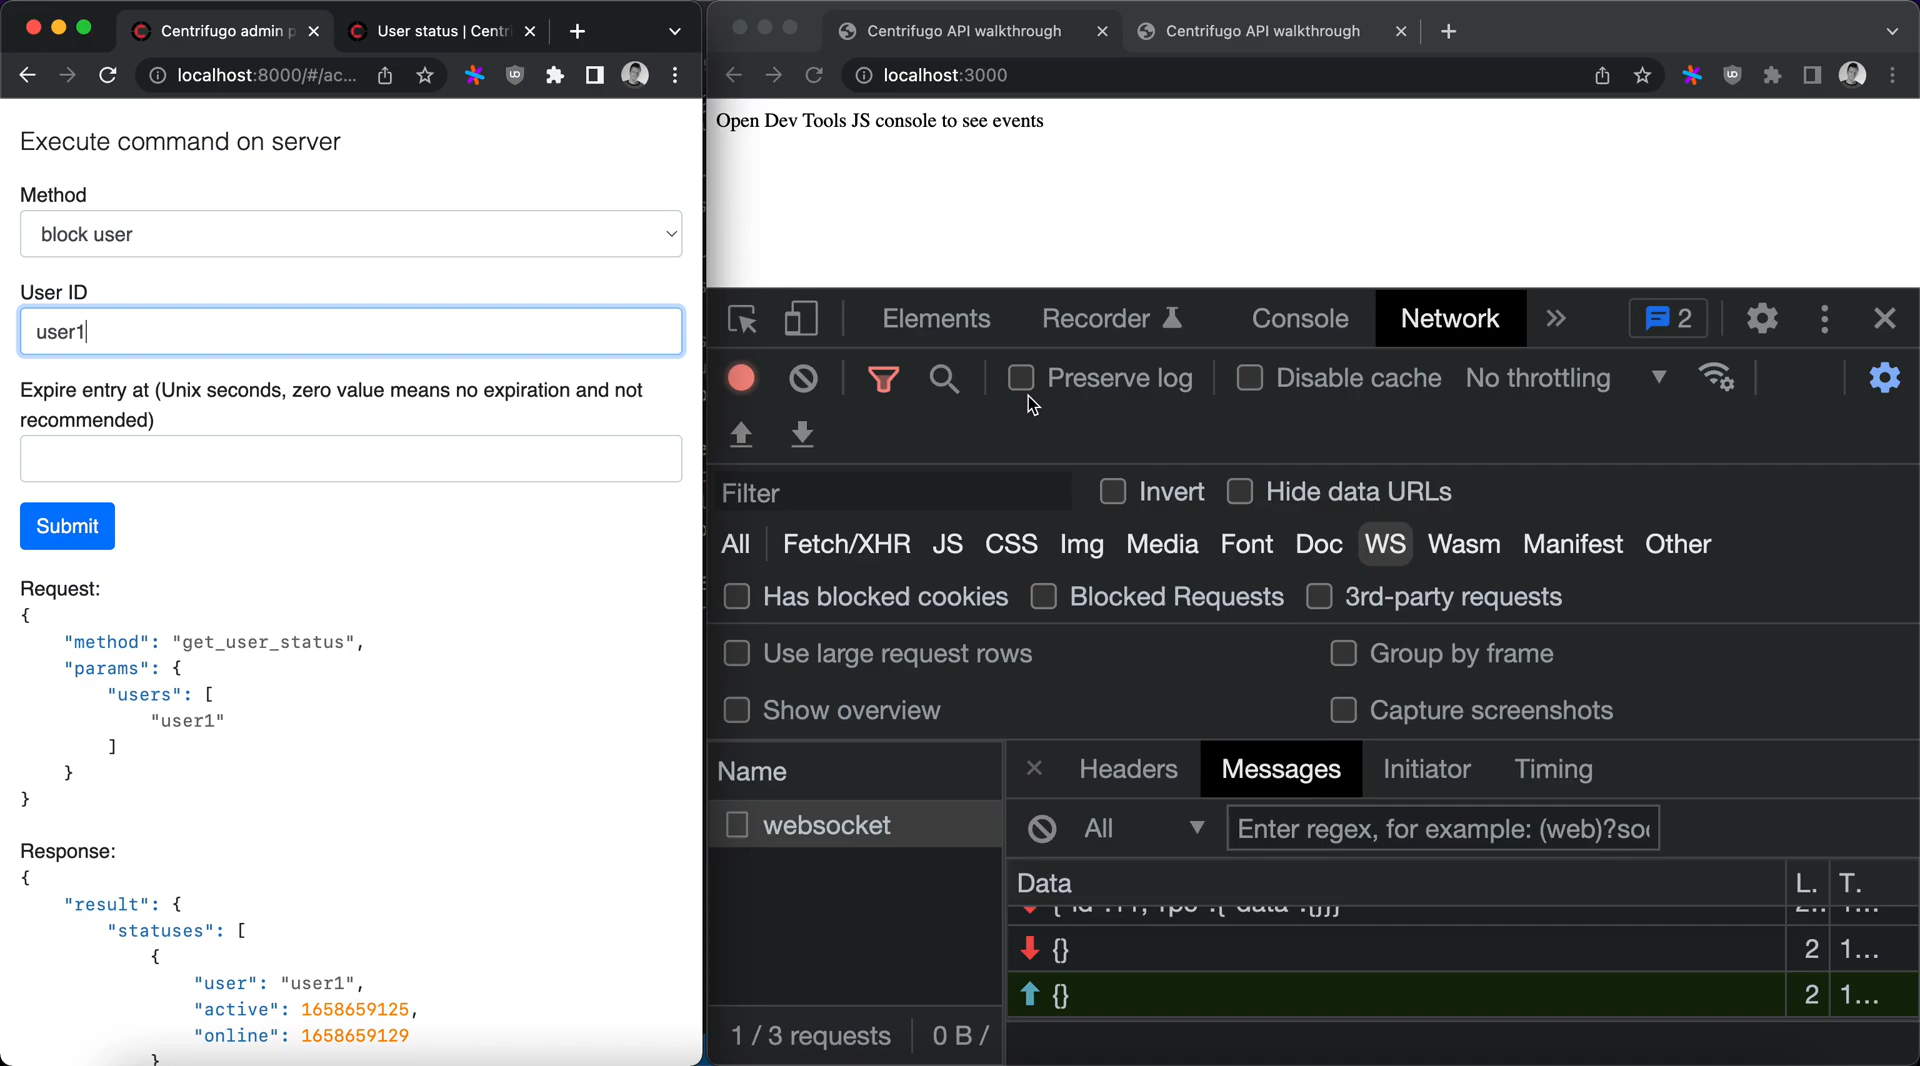 Centrifugo admin p
User status | Centri
localhost:8000/#/ac...
Execute command on server
Method
block user
User ID
user1
Expire entry at (Unix seconds, zero value means no expiration and not
recommended)
Submit
Request:
{
"method": "get_user_status",
"params": {
"users": [
"user1"
]
}
}
Response:
{
"result": {
"statuses": [
{
"user": "user1",
"active": 1658659125,
"online": 1658659129
}
Centrifugo API walkthrough
Centrifugo API walkthrough
localhost:3000
Open Dev Tools JS console to see events
Elements Recorder Console Network 2
Preserve log Disable cache No throttling
Filter Invert Hide data URLs
All Fetch/XHR JS CSS Img Media Font Doc WS Wasm Manifest Other
Has blocked cookies Blocked Requests 3rd-party requests
Use large request rows Group by frame
Show overview Capture screenshots
Name
websocket
1 / 3 requests 0 B /
Headers Messages Initiator Timing
All Enter regex, for example: (web)?so
Data L. T.
{} 2 1...
{} 2 1...